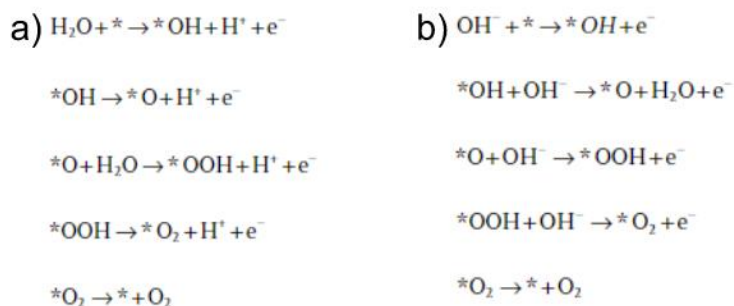 a) H₂O+*→*OH+H⁺+e⁻
*OH→*O+H⁺+e⁻
*O+H₂O→*OOH+H⁺+e⁻
*OOH→*O₂+H⁺+e⁻
*O₂→*+O₂
b) OH⁻+*→*OH+e⁻
*OH+OH⁻→*O+H₂O+e⁻
*O+OH⁻→*OOH+e⁻
*OOH+OH⁻→*O₂+e⁻
*O₂→*+O₂